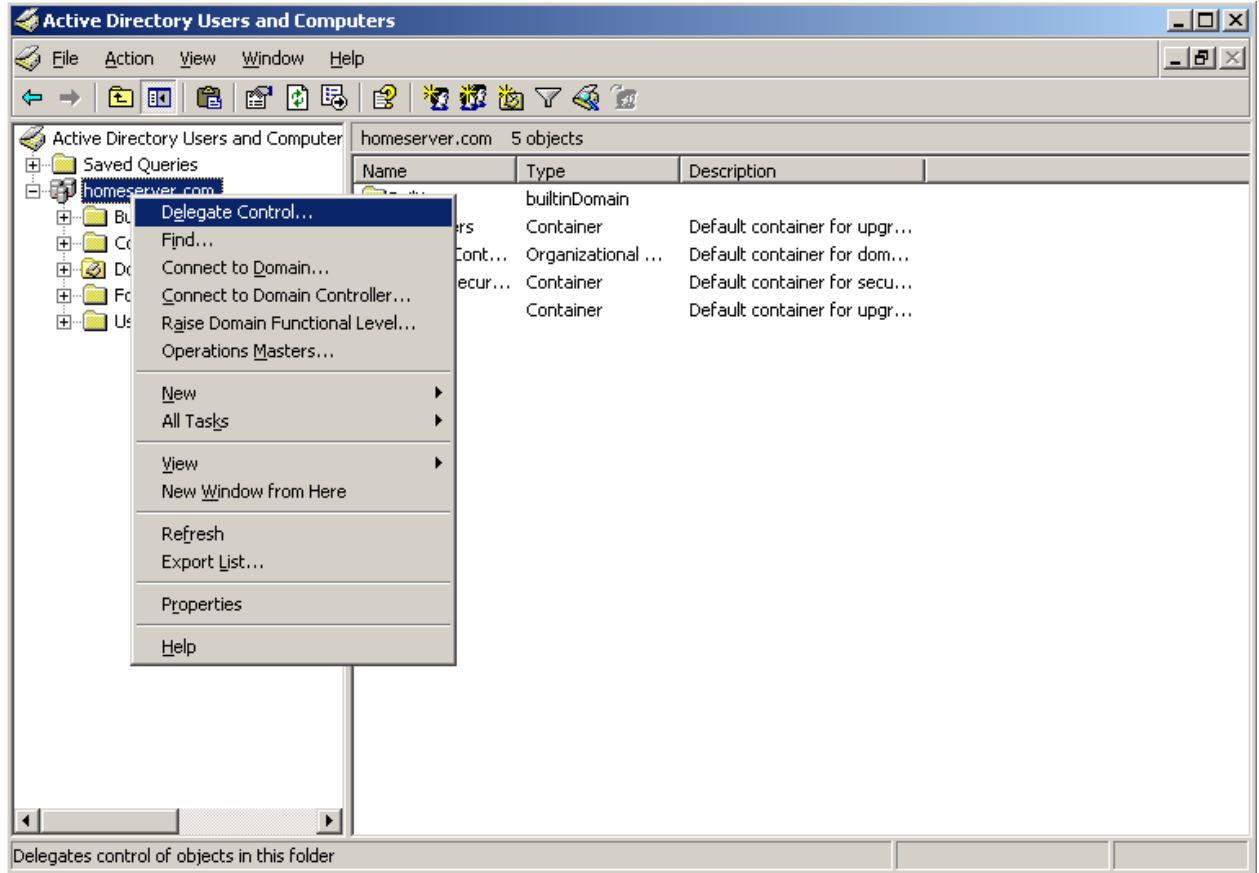 Active Directory Users and Computers
File Action View Window Help
Active Directory Users and Computer
homeserver.com 5 objects
Saved Queries
homeserver.com
Name Type Description
builtinDomain
Container Default container for upgr...
Cont... Organizational ... Default container for dom...
ecur... Container Default container for secu...
Container Default container for upgr...
Delegate Control...
Find...
Connect to Domain...
Connect to Domain Controller...
Raise Domain Functional Level...
Operations Masters...
New
All Tasks
View
New Window from Here
Refresh
Export List...
Properties
Help
Delegates control of objects in this folder